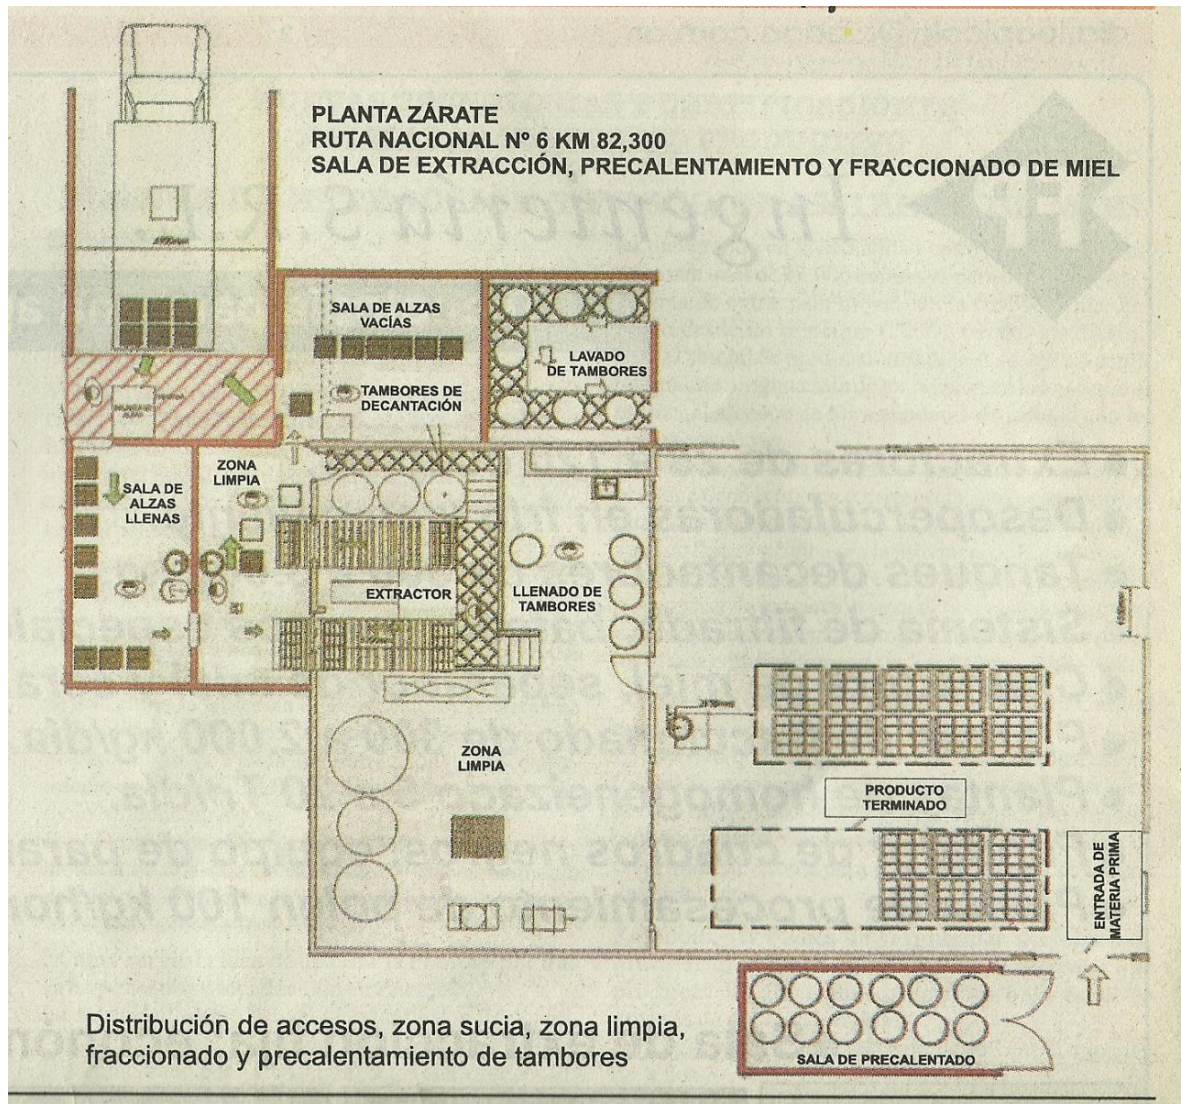 PLANTA ZÁRATE
RUTA NACIONAL Nº 6 KM 82,300
SALA DE EXTRACCIÓN, PRECALENTAMIENTO Y FRACCIONADO DE MIEL
SALA DE ALZAS
VACÍAS
LAVADO
DE TAMBORES
TAMBORES DE
DECANTACIÓN
ZONA
LIMPIA
SALA DE
ALZAS
LLENAS
EXTRACTOR
LLENADO DE
TAMBORES
ZONA
LIMPIA
PRODUCTO
TERMINADO
ENTRADA DE
MATERIA PRIMA
SALA DE PRECALENTADO
Distribución de accesos, zona sucia, zona limpia,
fraccionado y precalentamiento de tambores